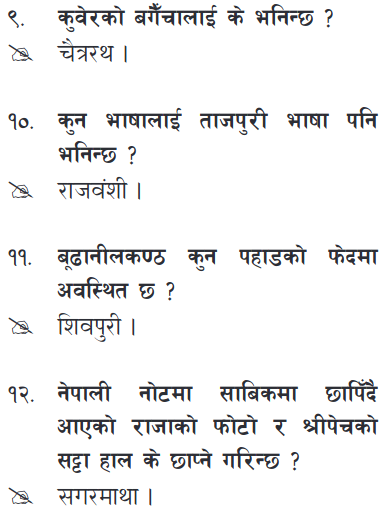 ९. कुवेरको बगैँचालाई के भनिन्छ ?
चैत्ररथ ।
१०. कुन भाषालाई ताजपुरी भाषा पनि
भनिन्छ ?
राजवंशी ।
११. बूढानीलकण्ठ कुन पहाडको फेदमा
अवस्थित छ ?
शिवपुरी ।
१२. नेपाली नोटमा साबिकमा छापिँदै
आएको राजाको फोटो र श्रीपेचको
सट्टा हाल के छाप्ने गरिन्छ ?
सगरमाथा ।